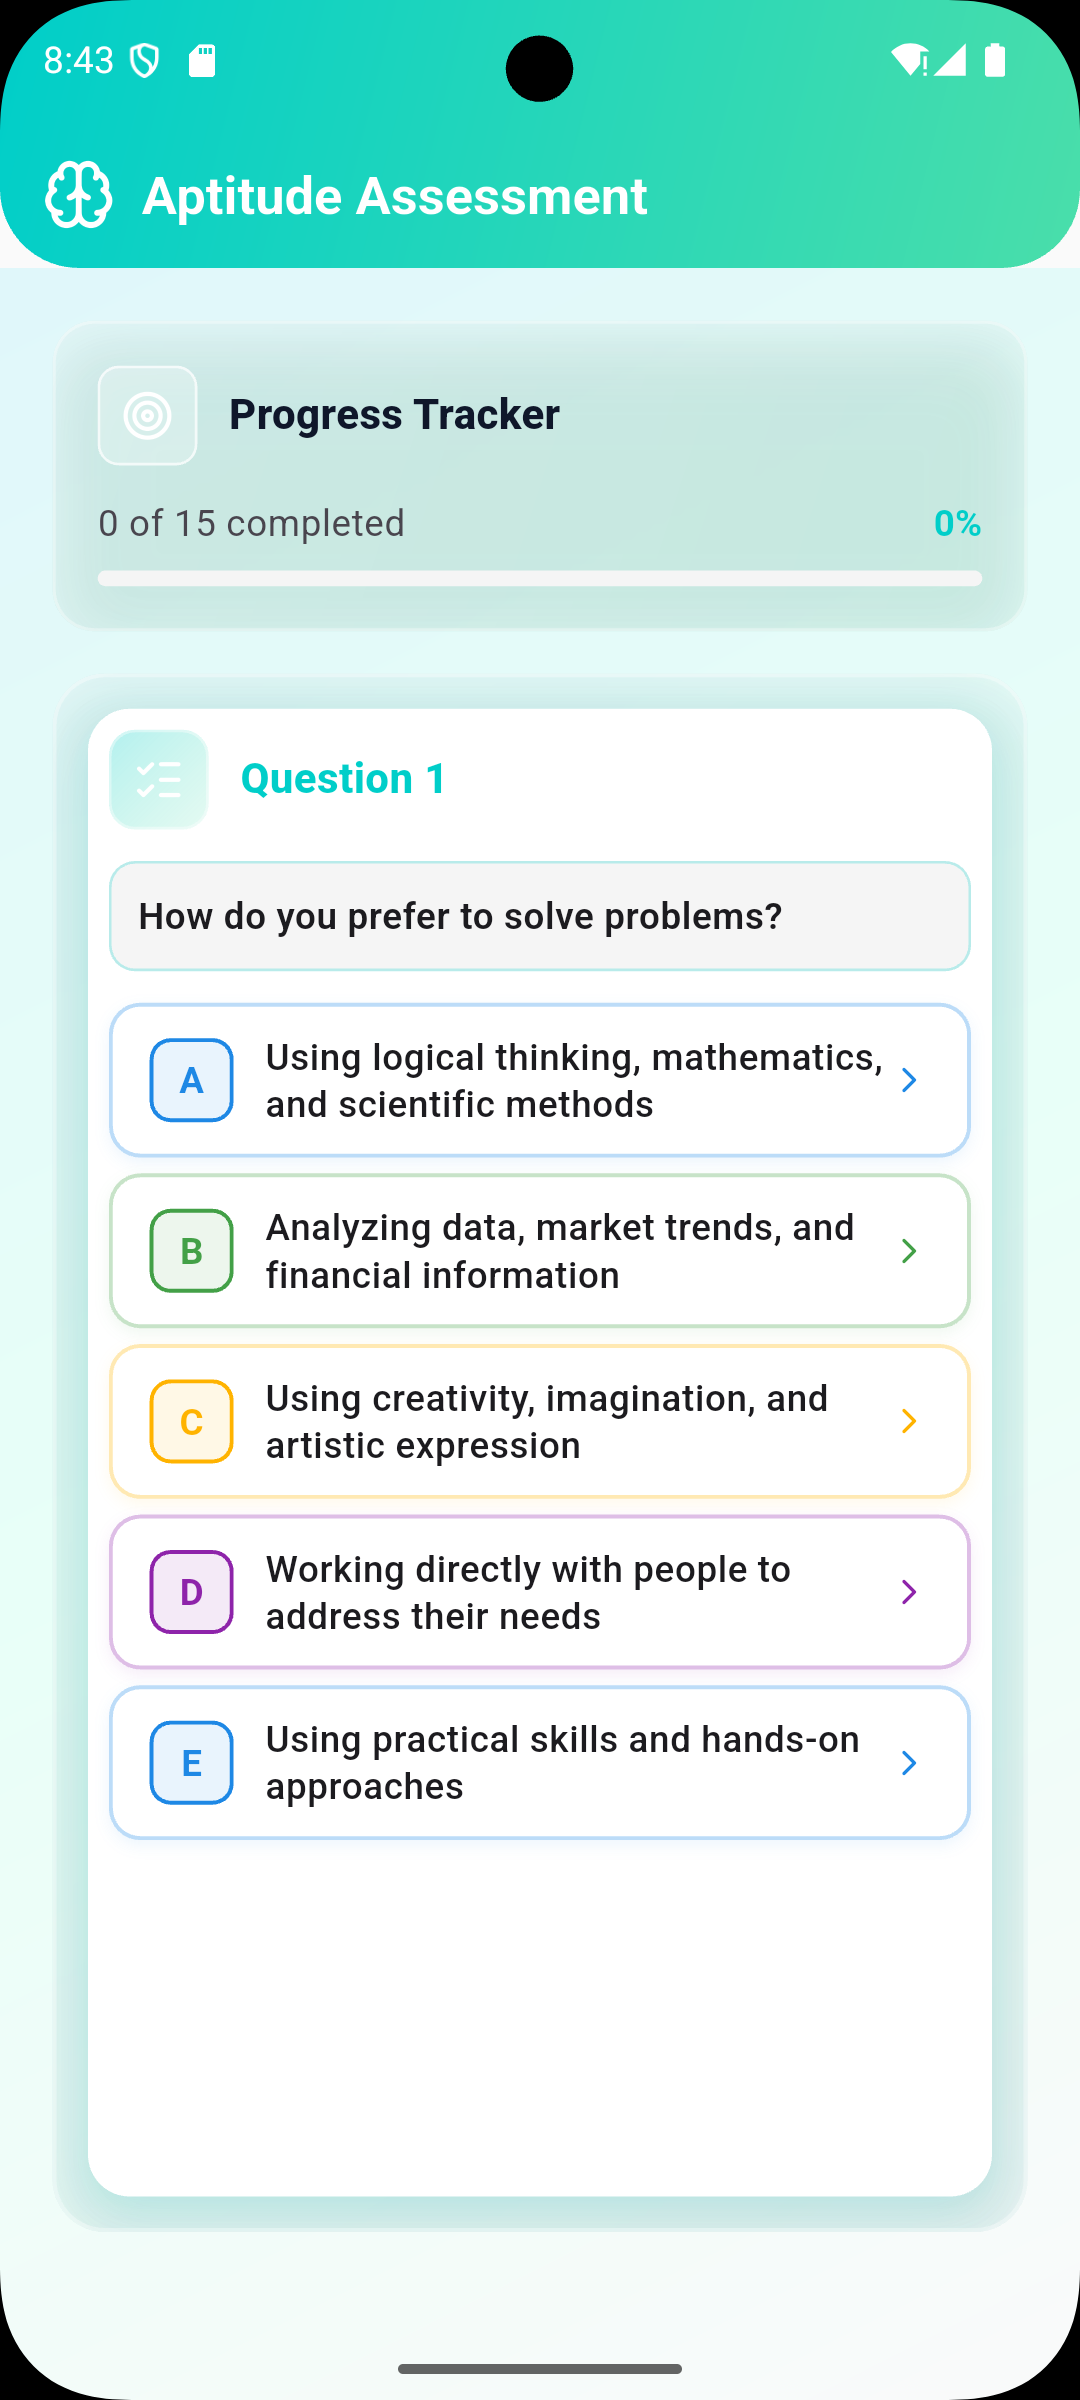 8:43
Aptitude Assessment
Progress Tracker
0 of 15 completed
0%
Question 1
How do you prefer to solve problems?
A
Using logical thinking, mathematics,
and scientific methods
B
Analyzing data, market trends, and
financial information
C
Using creativity, imagination, and
artistic expression
D
Working directly with people to
address their needs
E
Using practical skills and hands-on
approaches